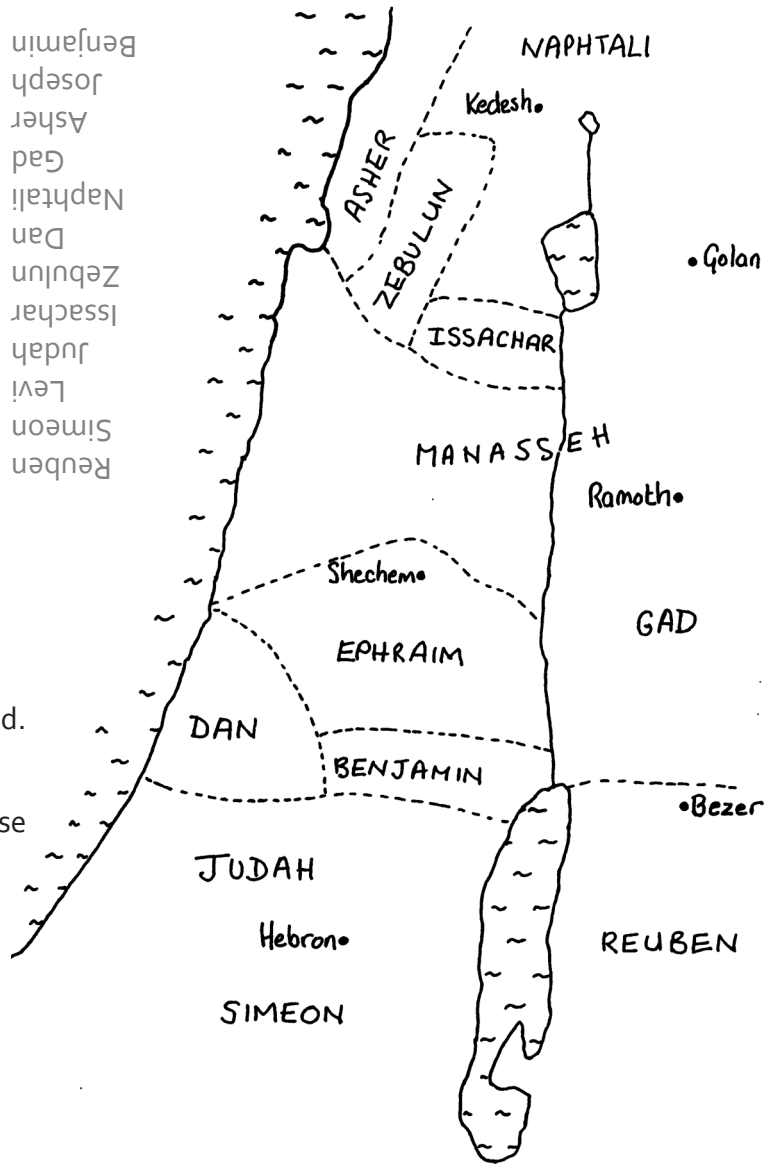 Reuben
Simeon
Levi
Judah
Issachar
Zebulun
Dan
Naphtali
Gad
Asher
Joseph
Benjamin
d.
se
NAPHTALI
Kedesh
ASHER
ZEBULUN
Golan
ISSACHAR
MANASSEH
Ramoth
Shechem
GAD
EPHRAIM
DAN
BENJAMIN
Bezer
JUDAH
Hebron
REUBEN
SIMEON